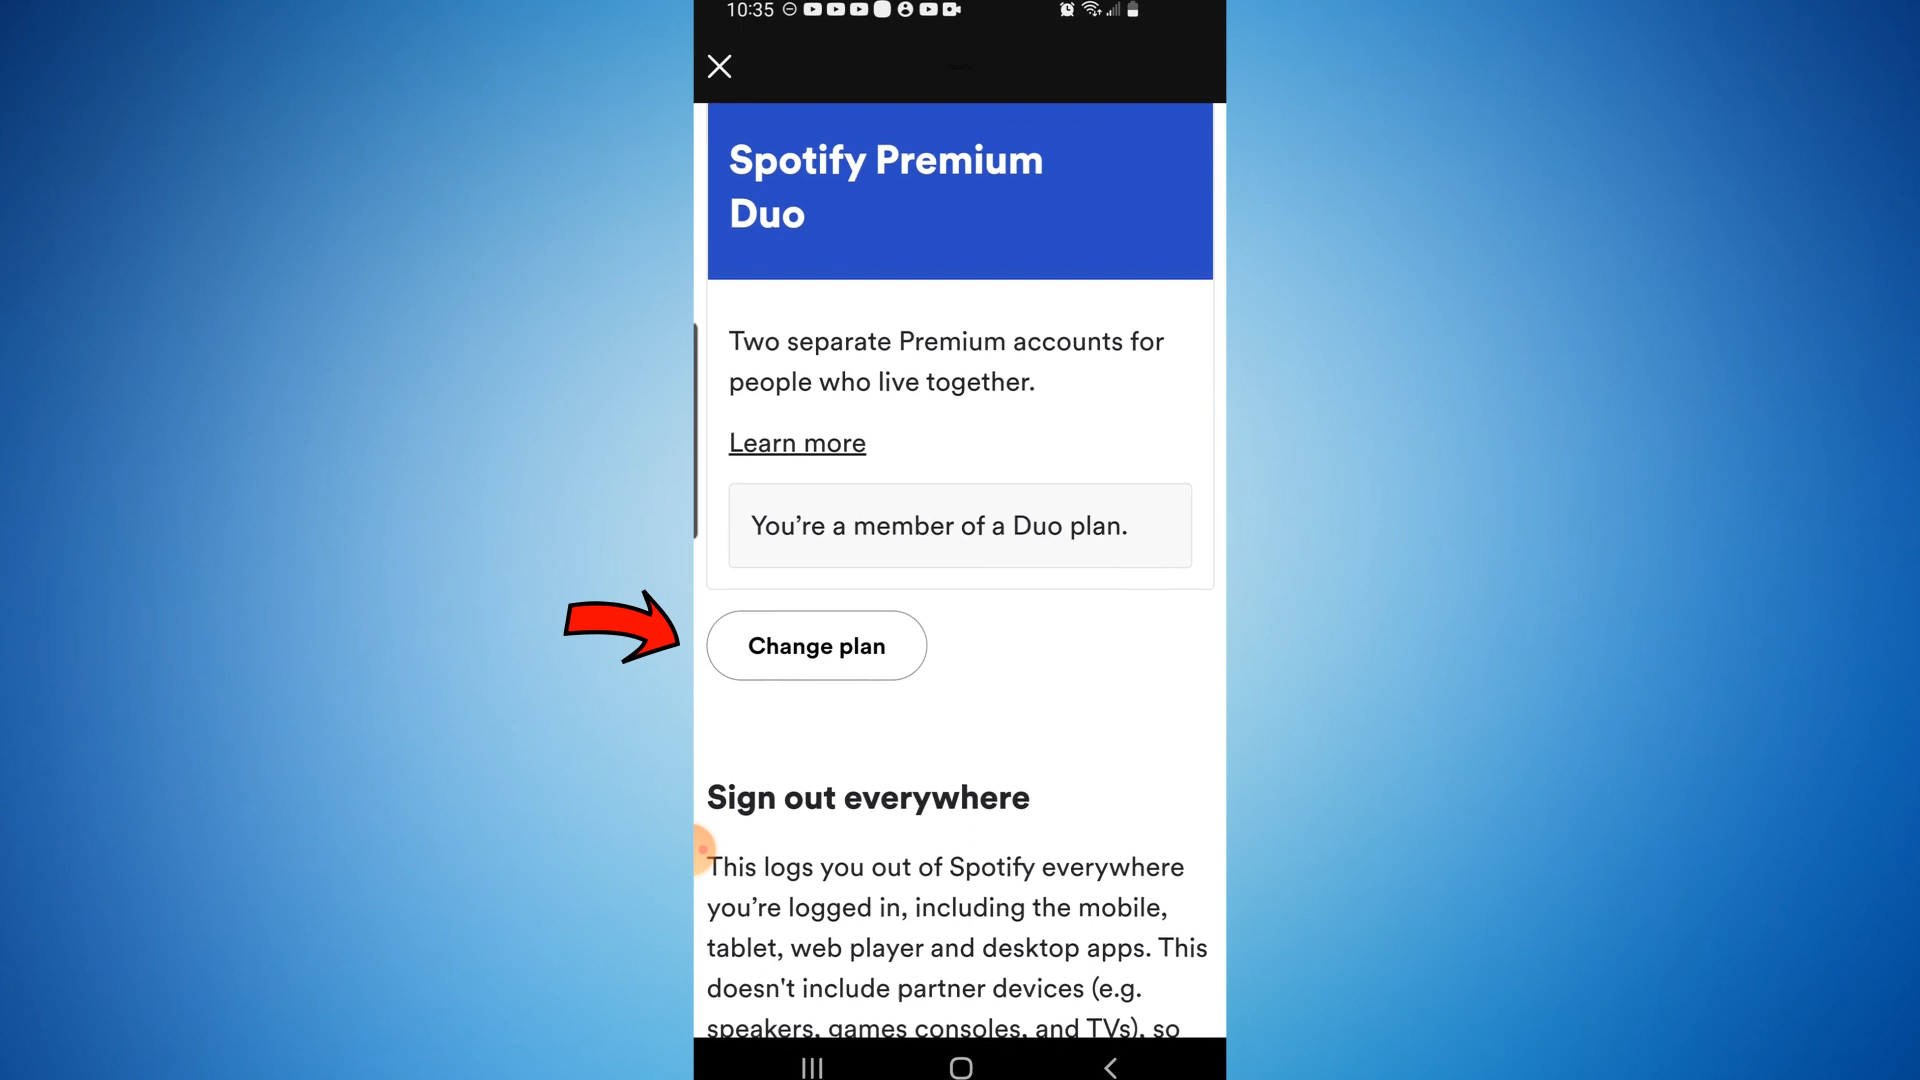 10:35
Spotify Premium
Duo
Two separate Premium accounts for
people who live together.
Learn more
You’re a member of a Duo plan.
Change plan
Sign out everywhere
This logs you out of Spotify everywhere
you’re logged in, including the mobile,
tablet, web player and desktop apps. This
doesn't include partner devices (e.g.
speakers, games consoles, and TVs), so